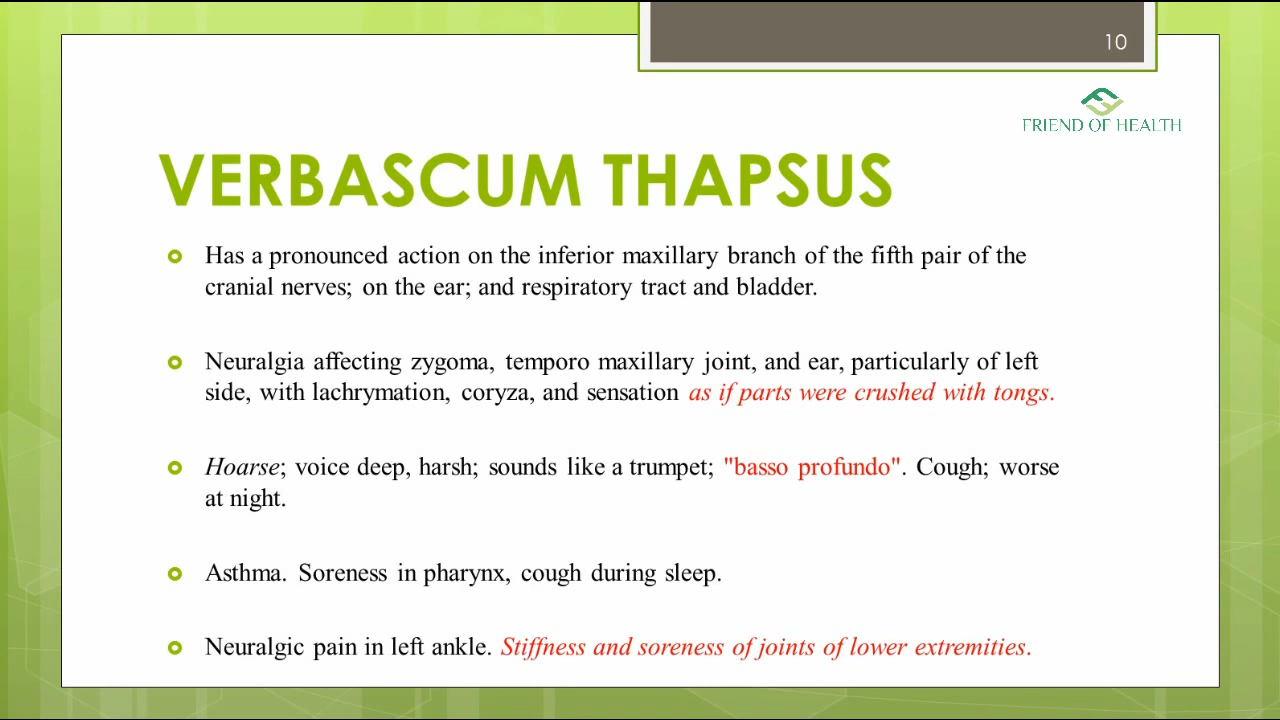 10
FRIEND OF HEALTH
VERBASCUM THAPSUS
Has a pronounced action on the inferior maxillary branch of the fifth pair of the
cranial nerves; on the ear; and respiratory tract and bladder.
Neuralgia affecting zygoma, temporo maxillary joint, and ear, particularly of left
side, with lachrymation, coryza, and sensation as if parts were crushed with tongs.
Hoarse; voice deep, harsh; sounds like a trumpet; "basso profundo". Cough; worse
at night.
Asthma. Soreness in pharynx, cough during sleep.
Neuralgic pain in left ankle. Stiffness and soreness of joints of lower extremities.